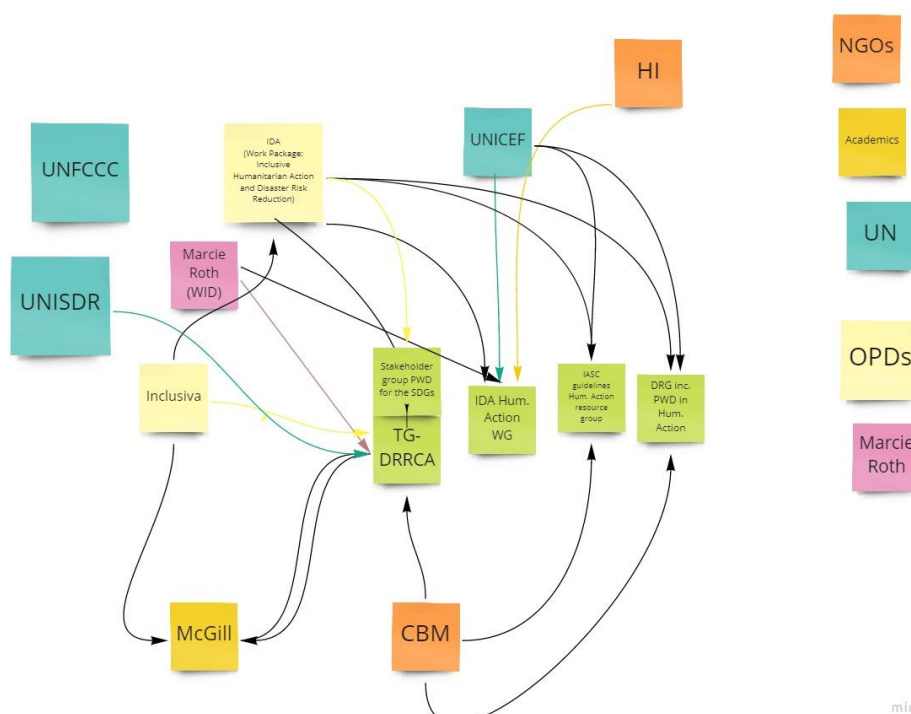 NGOs
HI
IDA
(Work Package:
Inclusive
Humanitarian Action
and Disaster Risk
Reduction)
UNICEF
Academics
UNFCCC
Marcie
Roth
(WID)
UN
UNISDR
Inclusiva
Stakeholder
group PWD
for the SDGs
TG-
DRRCA
IDA Hum.
Action
WG
IASC
guidelines
Hum. Action
resource
group
DRG inc.
PWD in
Hum.
Action
OPDs
Marcie
Roth
McGill
CBM